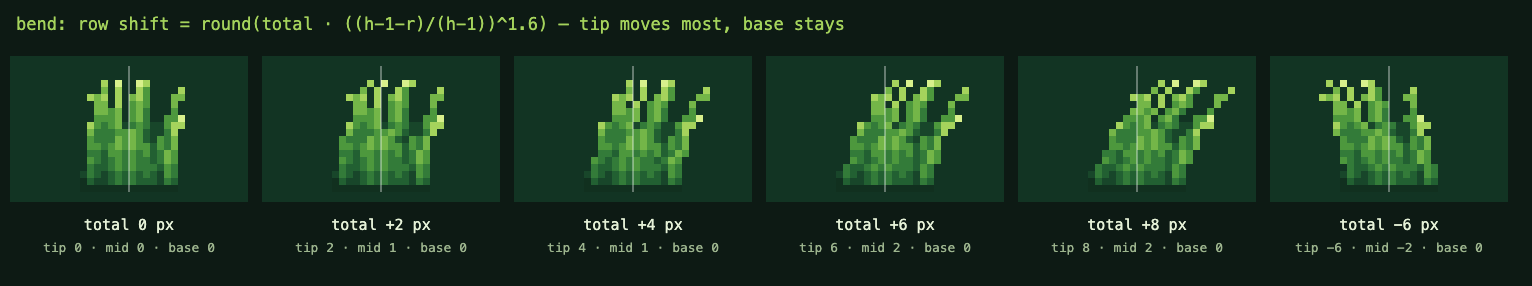 bend: row shift = round(total · ((h-1-r)/(h-1))^1.6) — tip moves most, base stays
total 0 px
tip 0 · mid 0 · base 0
total +2 px
tip 2 · mid 1 · base 0
total +4 px
tip 4 · mid 1 · base 0
total +6 px
tip 6 · mid 2 · base 0
total +8 px
tip 8 · mid 2 · base 0
total -6 px
tip -6 · mid -2 · base 0